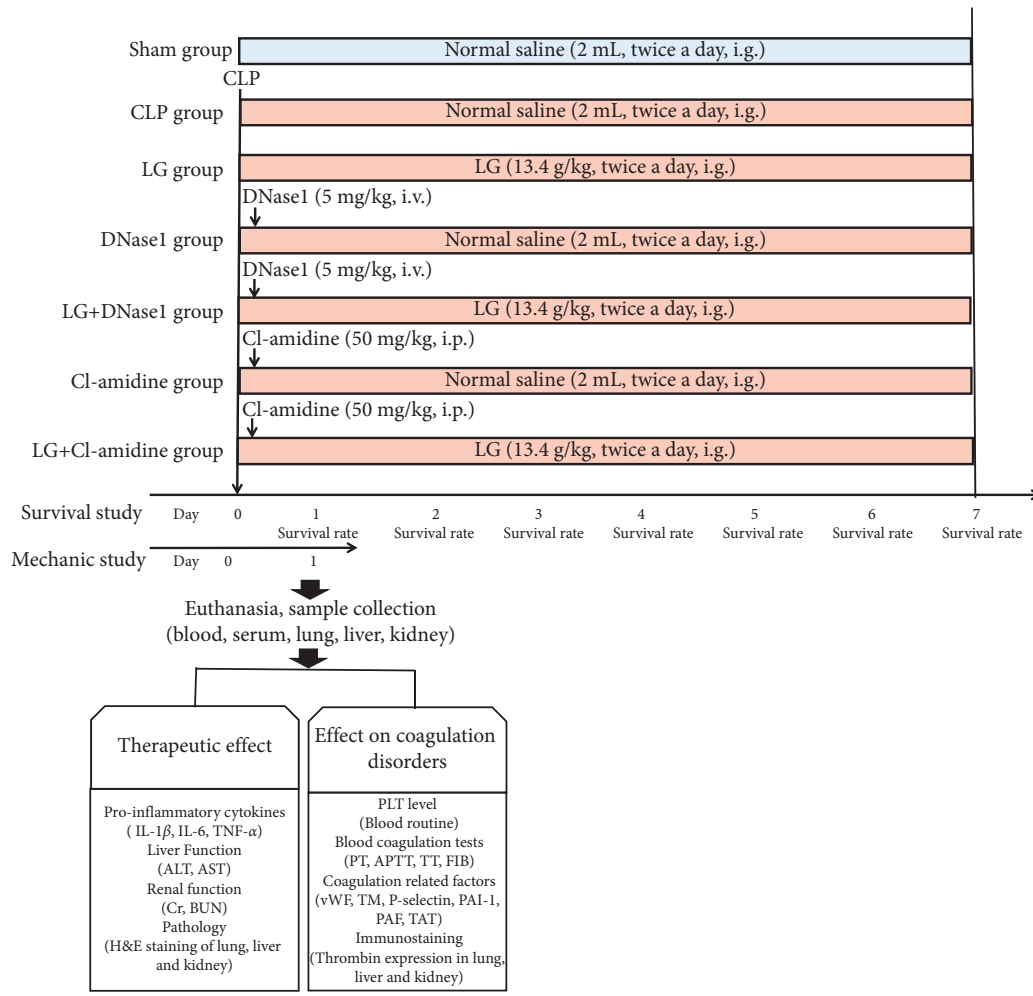 Sham group
Normal saline (2 mL, twice a day, i.g.)
CLP
CLP group
Normal saline (2 mL, twice a day, i.g.)
LG group
LG (13.4 g/kg, twice a day, i.g.)
DNase1 (5 mg/kg, i.v.)
DNase1 group
Normal saline (2 mL, twice a day, i.g.)
DNase1 (5 mg/kg, i.v.)
LG+DNase1 group
LG (13.4 g/kg, twice a day, i.g.)
Cl-amidine (50 mg/kg, i.p.)
Cl-amidine group
Normal saline (2 mL, twice a day, i.g.)
Cl-amidine (50 mg/kg, i.p.)
LG+Cl-amidine group
LG (13.4 g/kg, twice a day, i.g.)
Survival study Day 0 1 2 3 4 5 6 7
Survival rate Survival rate Survival rate Survival rate Survival rate Survival rate Survival rate
Mechanic study Day 0 1
Euthanasia, sample collection
(blood, serum, lung, liver, kidney)
Therapeutic effect
Pro-inflammatory cytokines
( IL-1β, IL-6, TNF-α)
Liver Function
(ALT, AST)
Renal function
(Cr, BUN)
Pathology
(H&E staining of lung, liver
and kidney)
Effect on coagulation
disorders
PLT level
(Blood routine)
Blood coagulation tests
(PT, APTT, TT, FIB)
Coagulation related factors
(vWF, TM, P-selectin, PAI-1,
PAF, TAT)
Immunostaining
(Thrombin expression in lung,
liver and kidney)